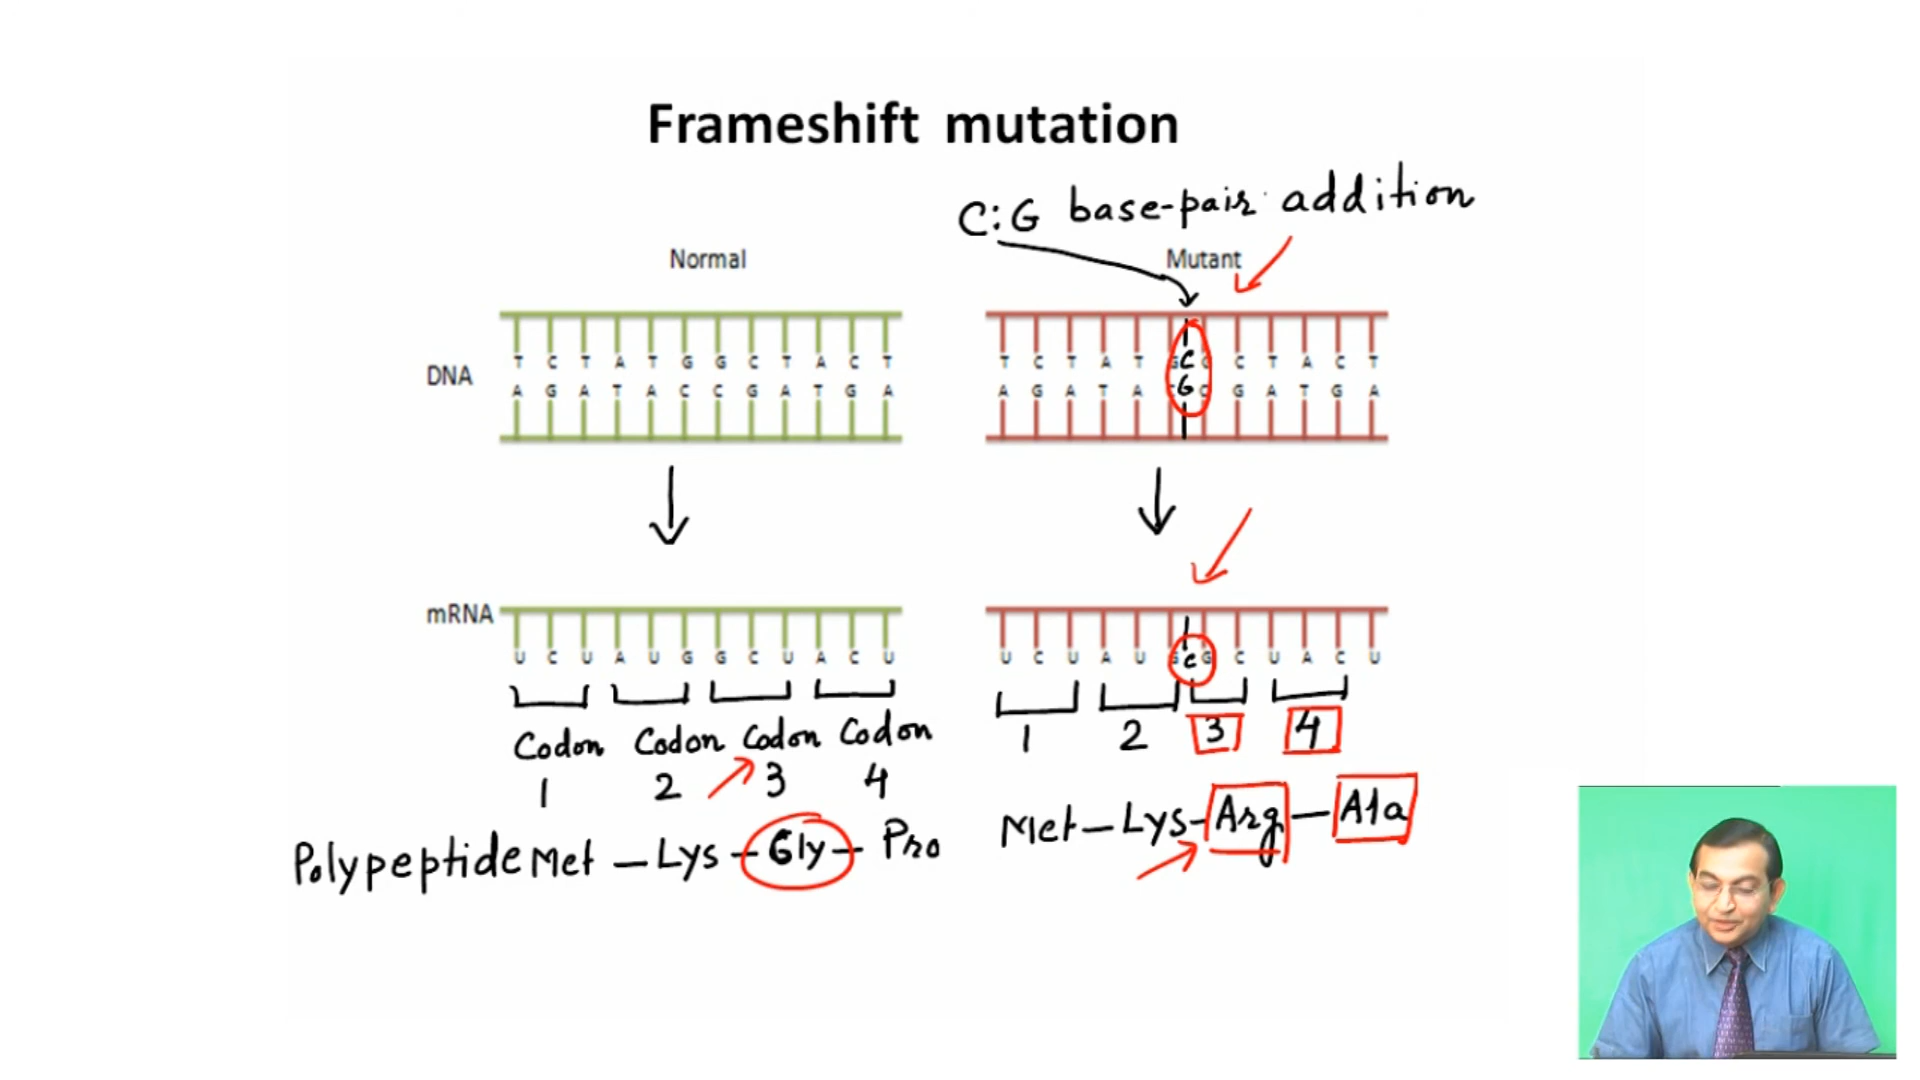 Frameshift mutation
C:G base-pair addition
Normal
Mutant
DNA
T C T A T G G C T A C T
A G A T A C C G A T G A
T C T A T G C C T A C T
A G A T A G C G A T G A
mRNA
U C U A U G G C U A C U
U C U A U G C G C U A C U
Codon 1
Codon 2
Codon 3
Codon 4
1 2 3 4
Polypeptide Met – Lys – Gly – Pro
Met – Lys – Arg – Ala